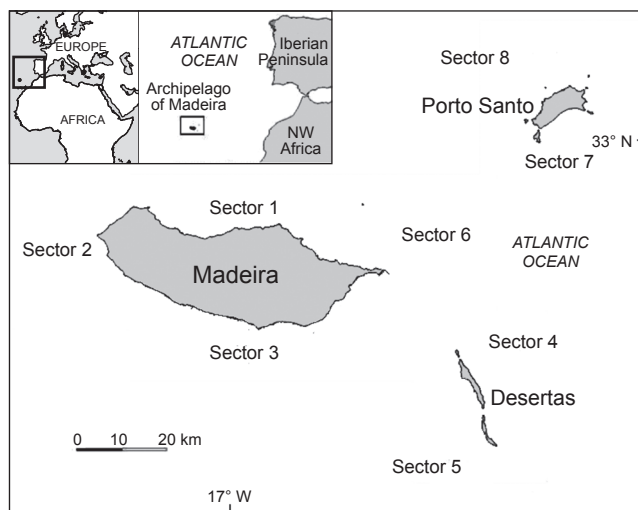 EUROPE
AFRICA
ATLANTIC
OCEAN
Iberian
Peninsula
Archipelago
of Madeira
NW
Africa
Sector 8
Porto Santo
33° N
Sector 7
Sector 1
Sector 2
Sector 6
ATLANTIC
OCEAN
Madeira
Sector 3
Sector 4
Desertas
0 10 20 km
Sector 5
17° W